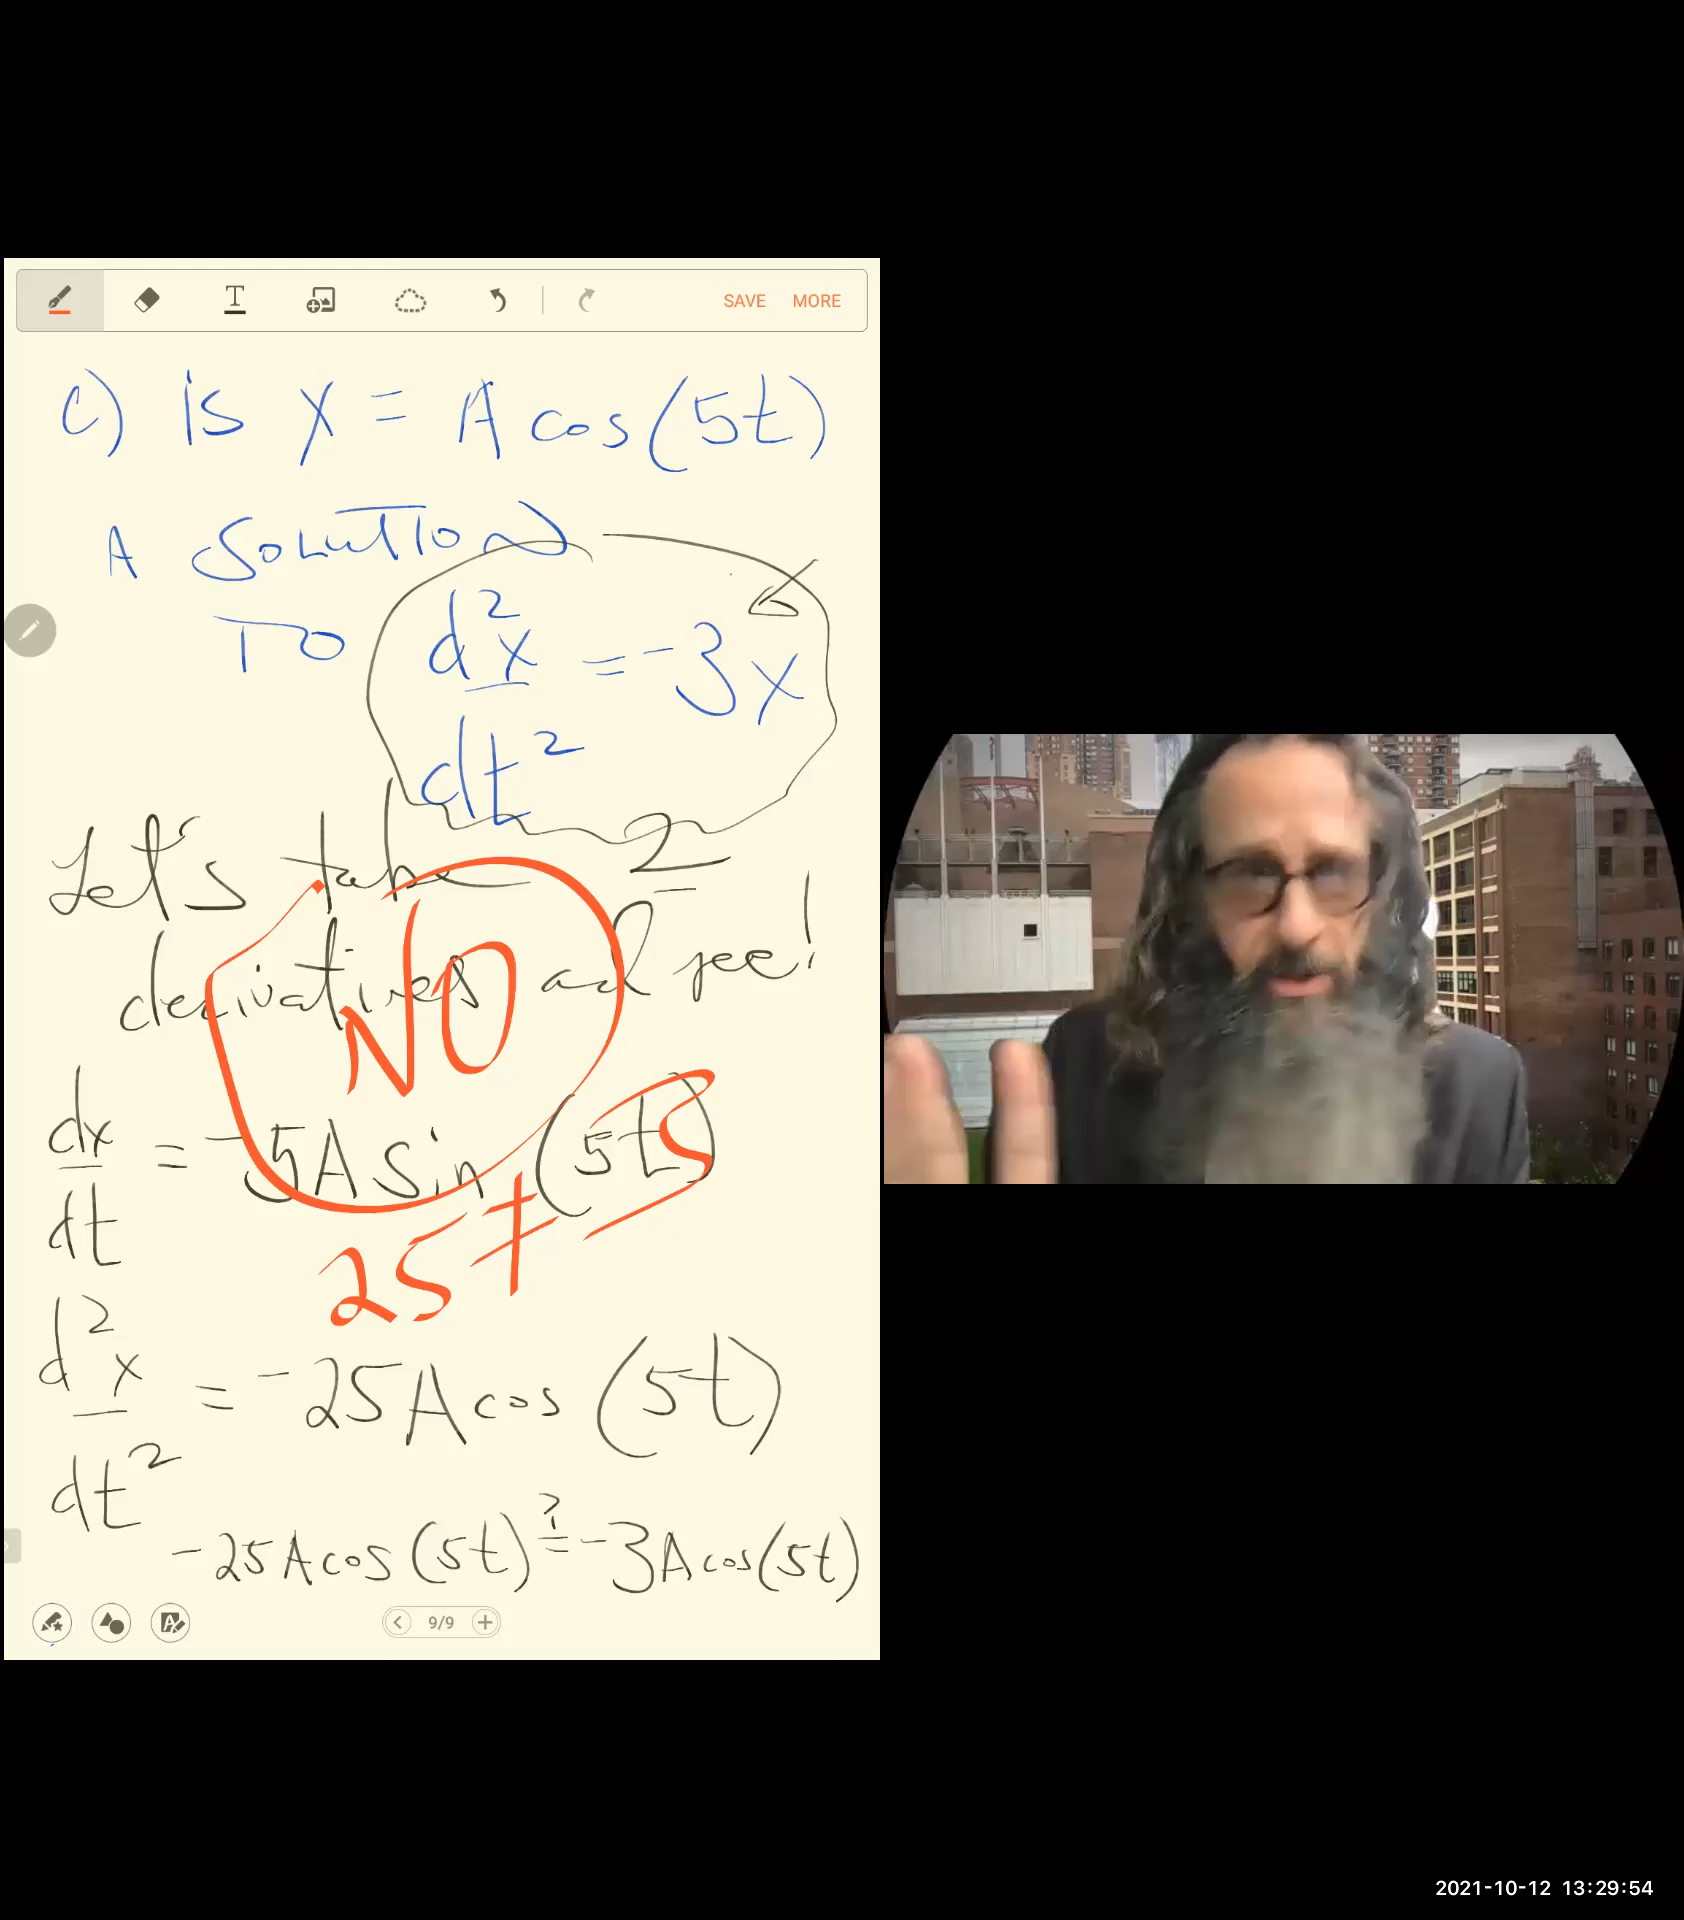 SAVE MORE
c) is x = A cos(5t)
A SOLUTION
TO d²x/dt² = -3x
Let's take 2
derivatives and see!
NO
dx/dt = -5A sin (5t)
25 ≠ 3
d²x/dt² = -25A cos (5t)
-25A cos(5t) ≟ -3A cos(5t)
9/9
2021-10-12 13:29:54